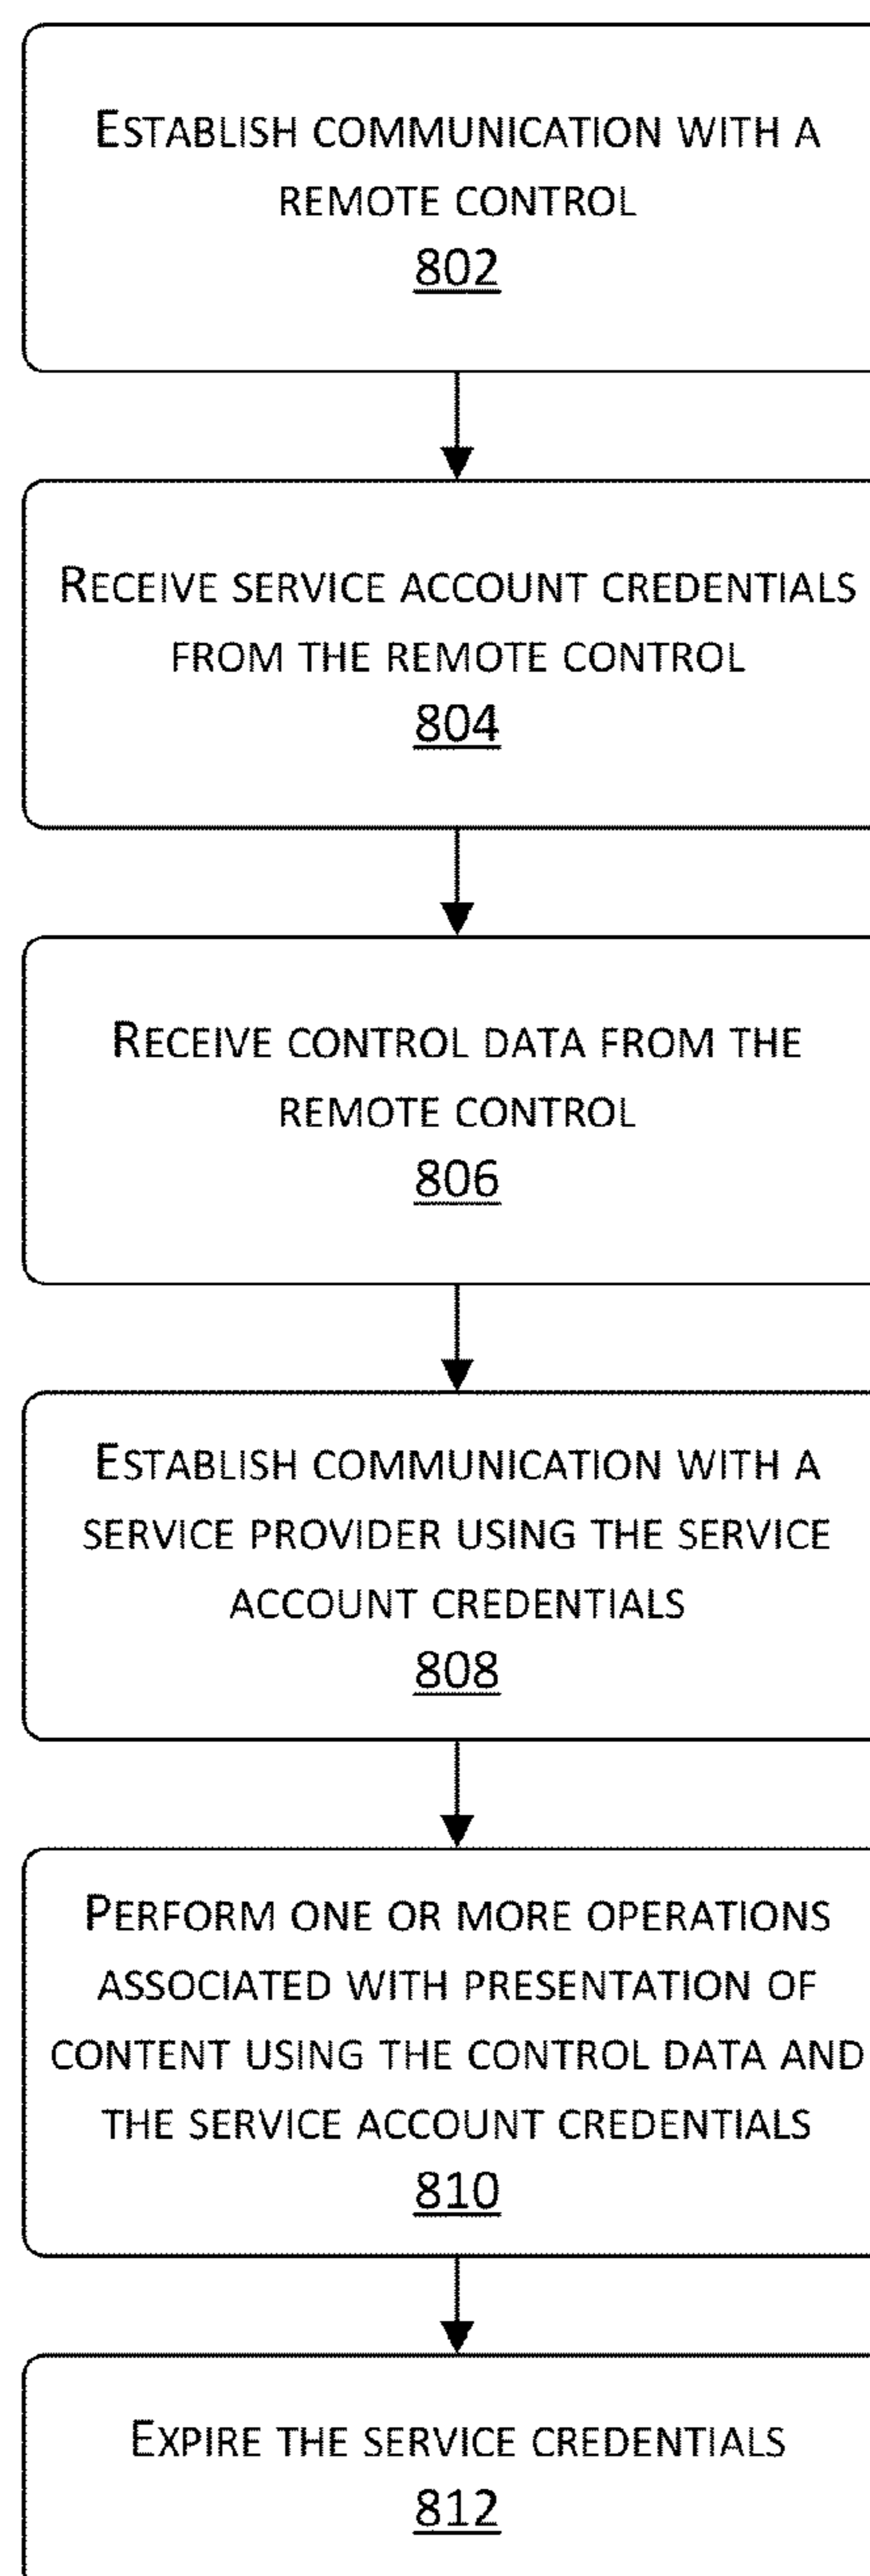 ESTABLISH COMMUNICATION WITH A
REMOTE CONTROL
802
RECEIVE SERVICE ACCOUNT CREDENTIALS
FROM THE REMOTE CONTROL
804
RECEIVE CONTROL DATA FROM THE
REMOTE CONTROL
806
ESTABLISH COMMUNICATION WITH A
SERVICE PROVIDER USING THE SERVICE
ACCOUNT CREDENTIALS
808
PERFORM ONE OR MORE OPERATIONS
ASSOCIATED WITH PRESENTATION OF
CONTENT USING THE CONTROL DATA AND
THE SERVICE ACCOUNT CREDENTIALS
810
EXPIRE THE SERVICE CREDENTIALS
812